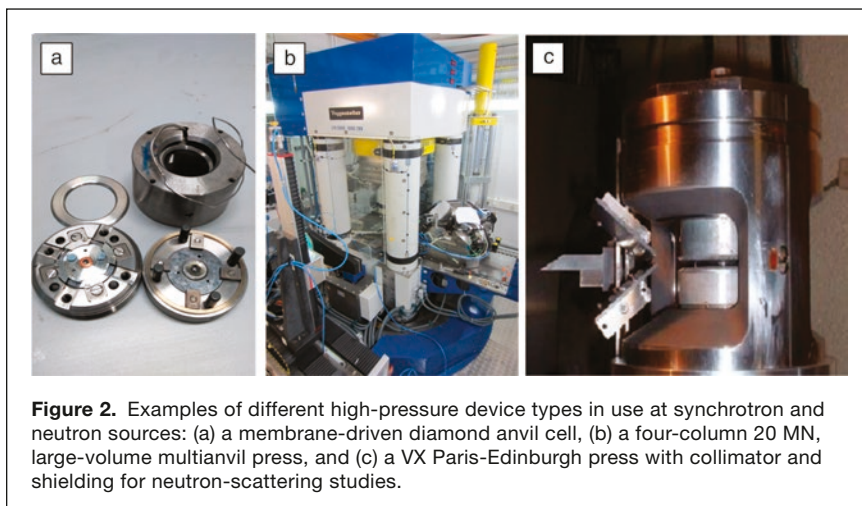 a
b
c
Figure 2. Examples of different high-pressure device types in use at synchrotron and
neutron sources: (a) a membrane-driven diamond anvil cell, (b) a four-column 20 MN,
large-volume multianvil press, and (c) a VX Paris-Edinburgh press with collimator and
shielding for neutron-scattering studies.